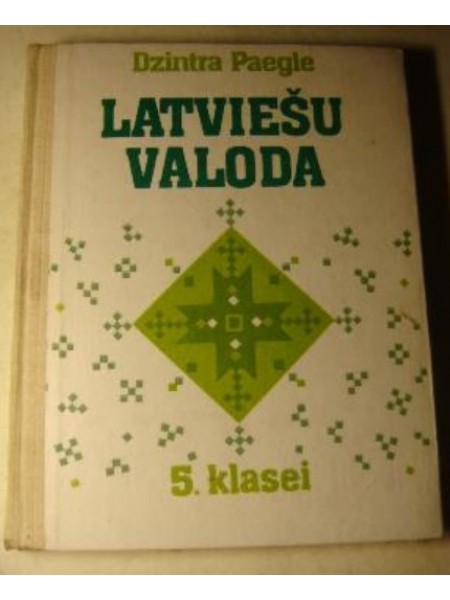 Dzintra Paegle
LATVIEŠU
VALODA
5. klasei